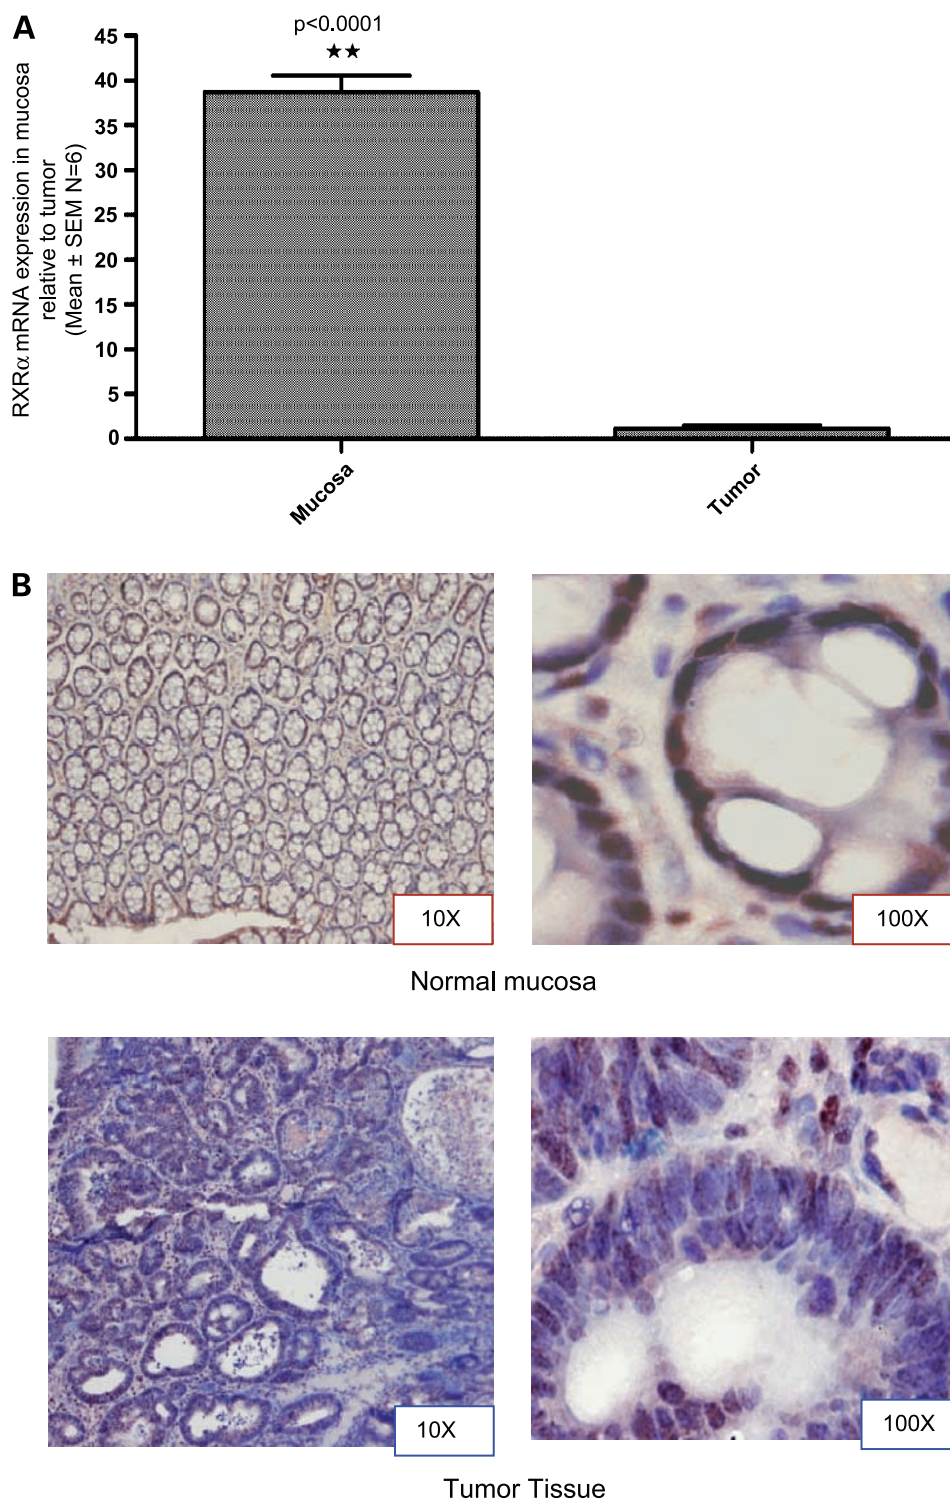 A
p<0.0001
★★
RXRα mRNA expression in mucosa
relative to tumor
(Mean ± SEM N=6)
45
40
35
30
25
20
15
10
5
0
Mucosa
Tumor
B
10X
100X
Normal mucosa
10X
100X
Tumor Tissue